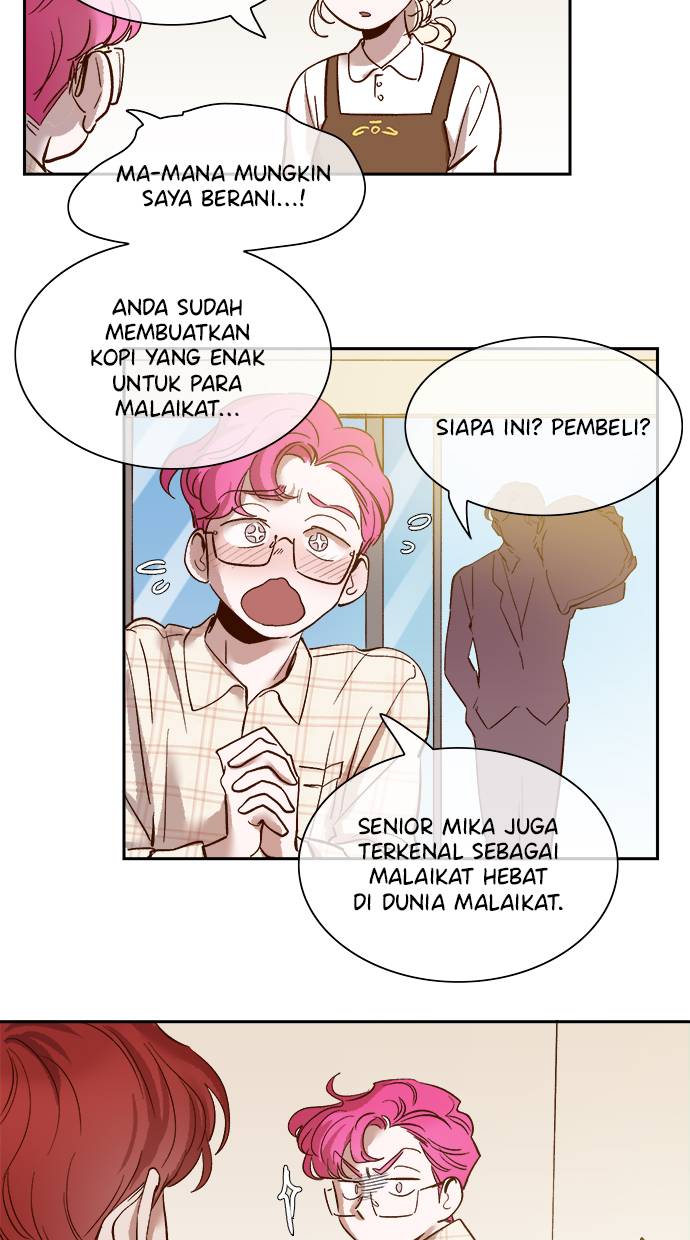 MA-MANA MUNGKIN
SAYA BERANI...!
ANDA SUDAH
MEMBUATKAN
KOPI YANG ENAK
UNTUK PARA
MALAIKAT...
SIAPA INI? PEMBELI?
SENIOR MIKA JUGA
TERKENAL SEBAGAI
MALAIKAT HEBAT
DI DUNIA MALAIKAT.